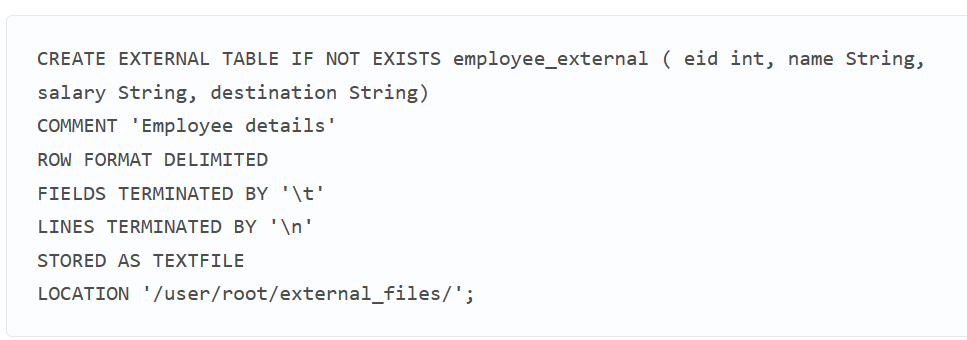 CREATE EXTERNAL TABLE IF NOT EXISTS employee_external ( eid int, name String,
salary String, destination String)
COMMENT 'Employee details'
ROW FORMAT DELIMITED
FIELDS TERMINATED BY '\t'
LINES TERMINATED BY '\n'
STORED AS TEXTFILE
LOCATION '/user/root/external_files/';